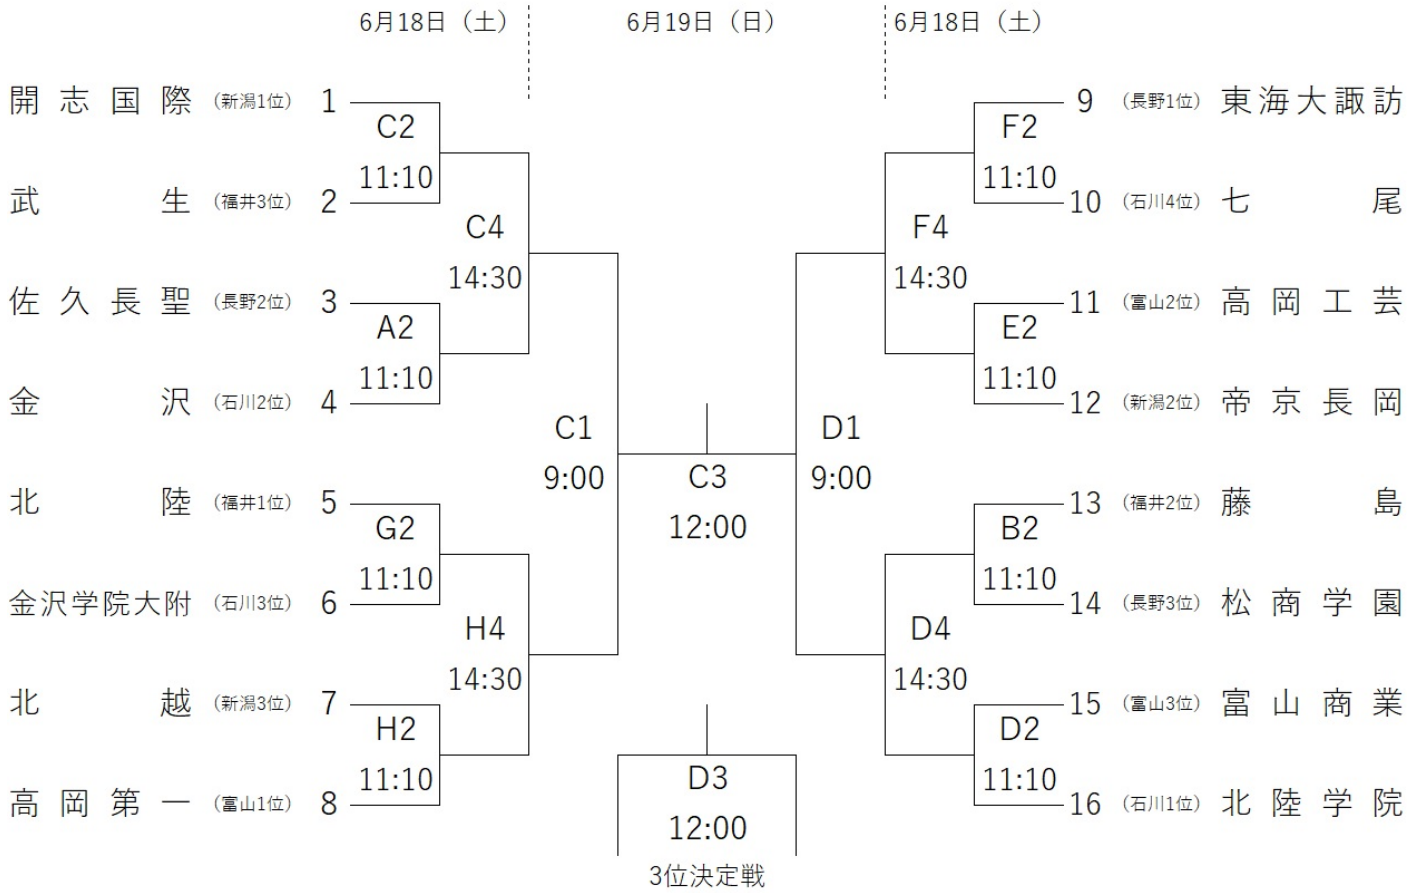 6月18日（土） 6月19日（日） 6月18日（土）
開志国際 （新潟1位） 1 9 （長野1位） 東海大諏訪
C2 F2
11:10 11:10
武生 （福井3位） 2 10 （石川4位） 七尾
C4 F4
14:30 14:30
佐久長聖 （長野2位） 3 11 （富山2位） 高岡工芸
A2 E2
11:10 11:10
金沢 （石川2位） 4 12 （新潟2位） 帝京長岡
C1 D1
9:00 C3 9:00
北陸 （福井1位） 5 13 （福井2位） 藤島
G2 12:00 B2
11:10 11:10
金沢学院大附 （石川3位） 6 14 （長野3位） 松商学園
H4 D4
14:30 14:30
北越 （新潟3位） 7 15 （富山3位） 富山商業
H2 D2
11:10 D3 11:10
高岡第一 （富山1位） 8 16 （石川1位） 北陸学院
12:00
3位決定戦